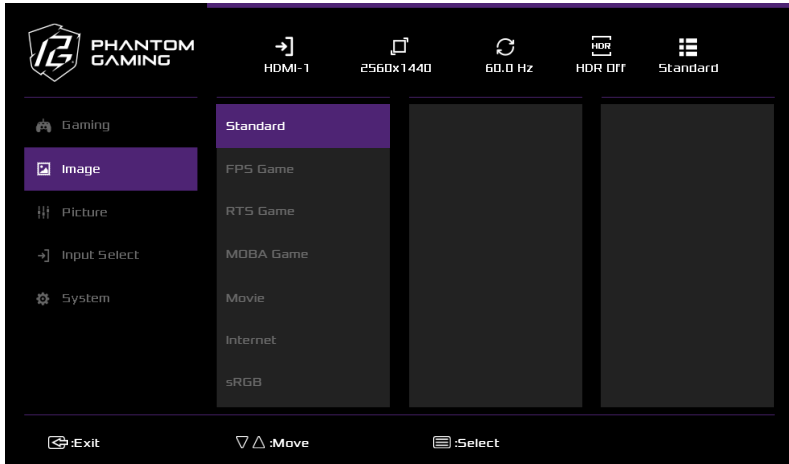 PHANTOM
GAMING
HDMI-1
2560x1440
60.0 Hz
HDR
HDR Off
Standard
Gaming
Image
Picture
Input Select
System
Standard
FPS Game
RTS Game
MOBA Game
Movie
Internet
sRGB
:Exit
:Move
:Select